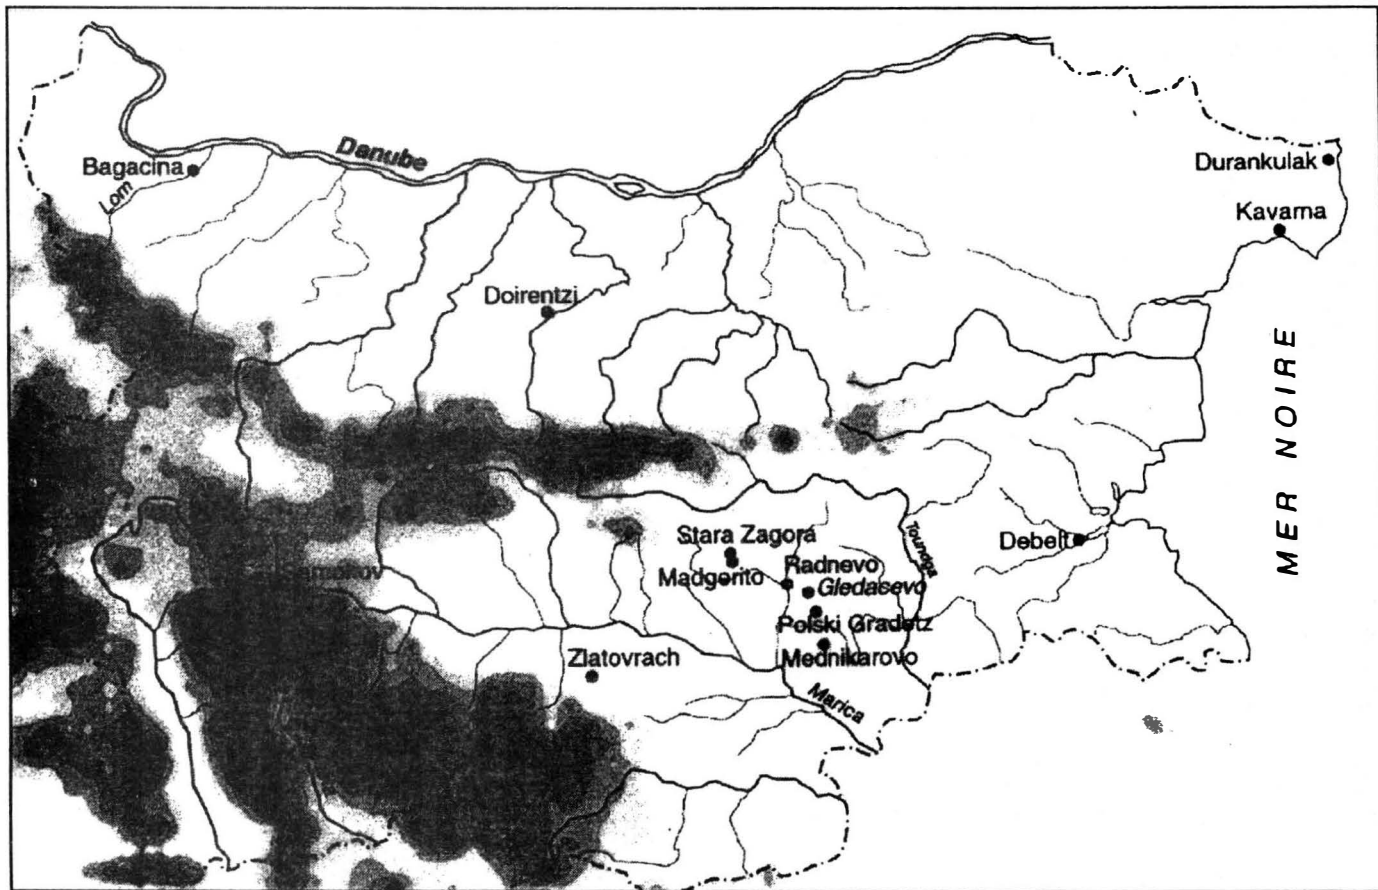 Danube
Durankulak
Bagacina
Lom
Kavarna
Doirentzi
MER NOIRE
Stara Zagora
Toundga
Debelt
Radnevo
Madgerito
Gledasevo
Polski Gradetz
Mednikarovo
Zlatovrach
Marica